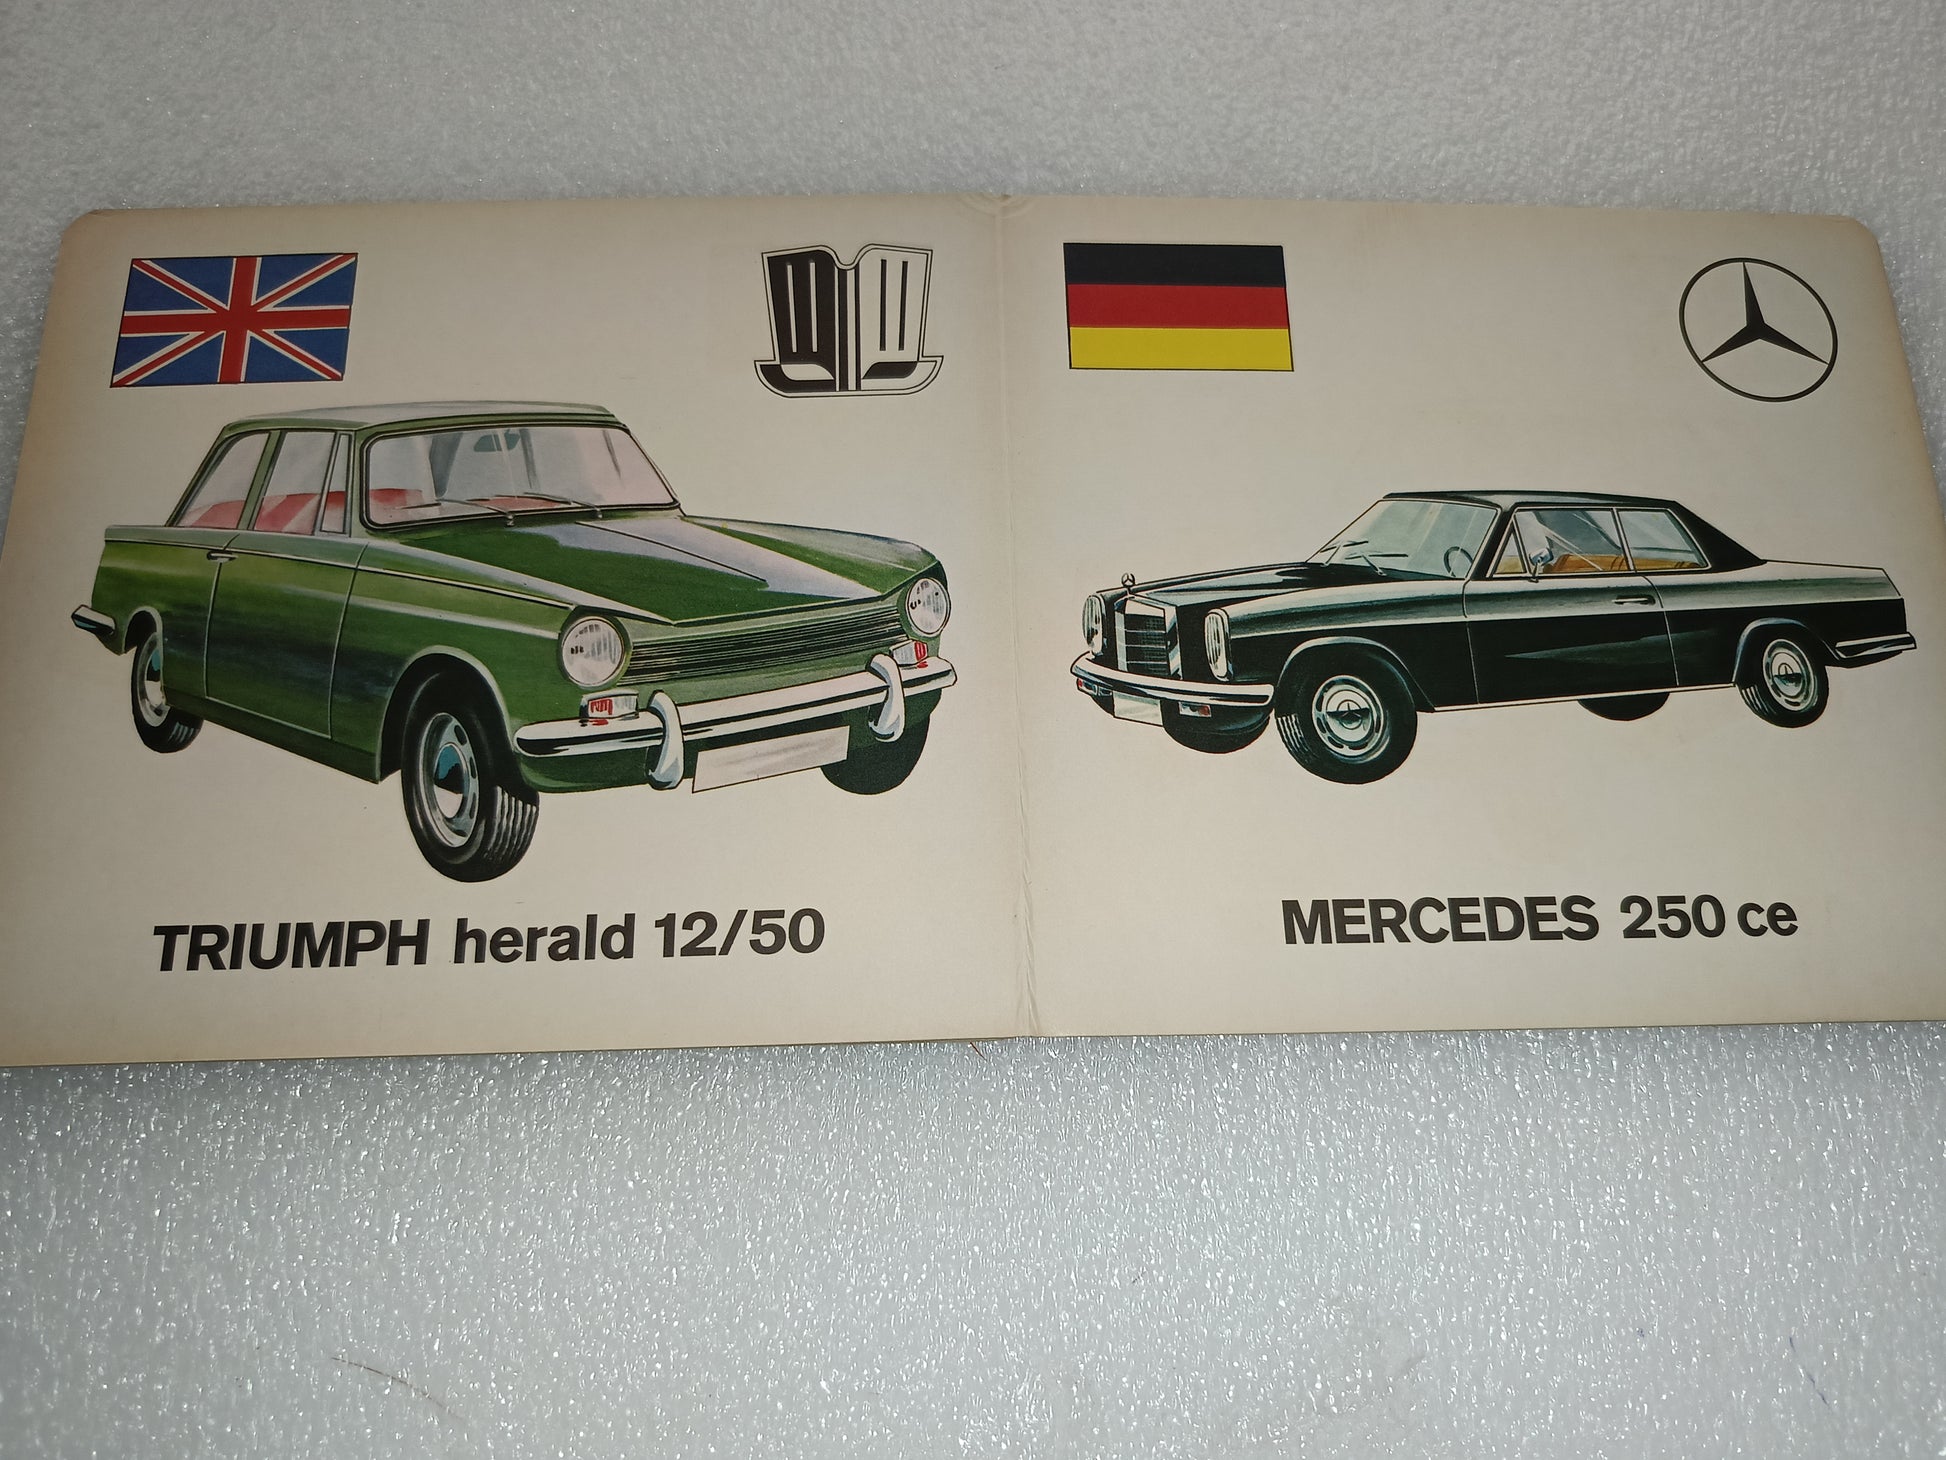 TRIUMPH herald 12/50
MERCEDES 250 ce